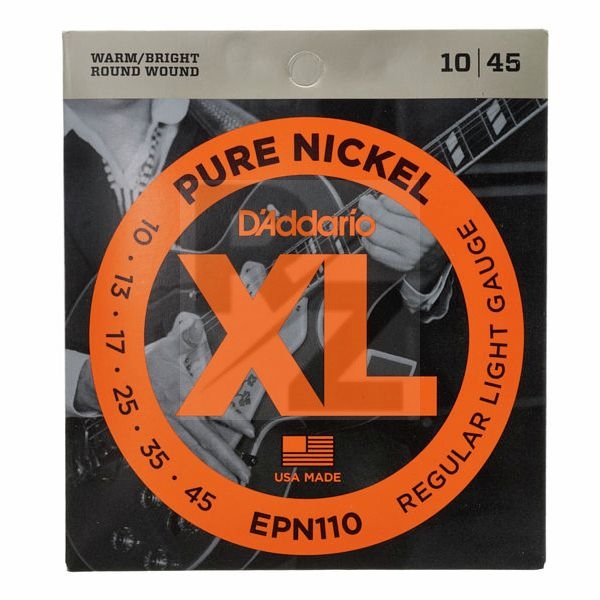 WARM/BRIGHT
ROUND WOUND
10|45
PURE NICKEL
D'Addario
XL
10 · 13 · 17 · 25 · 35 · 45
REGULAR LIGHT GAUGE
USA MADE
EPN110